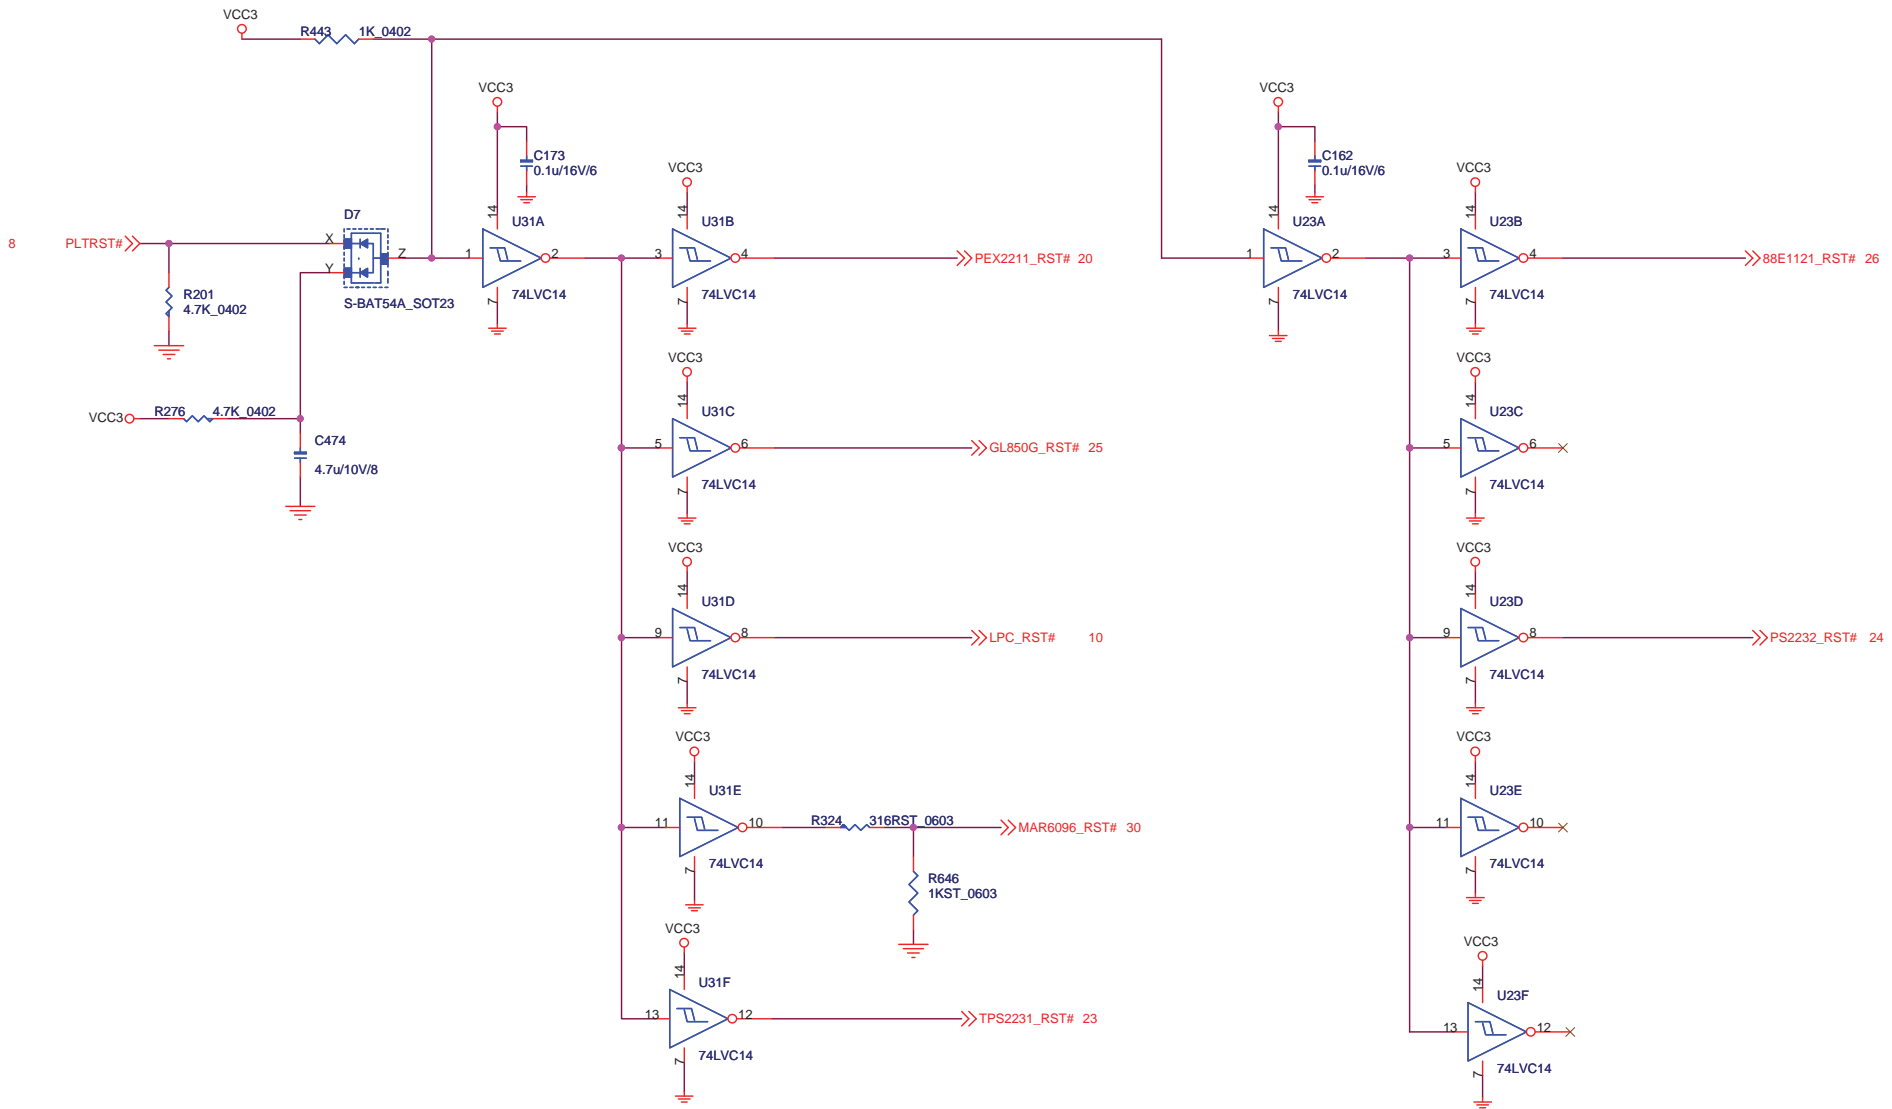 VCC3
R443 1K_0402
VCC3
C173
0.1u/16V/6
VCC3
C162
0.1u/16V/6
8 PLTRST#
D7
X
Y
Z
S-BAT54A_SOT23
R201
4.7K_0402
VCC3 R276 4.7K_0402
C474
4.7u/10V/8
14
U31A
1 2
7
74LVC14
VCC3
14
U31B
3 4
7
74LVC14
PEX2211_RST# 20
VCC3
14
U31C
5 6
7
74LVC14
GL850G_RST# 25
VCC3
14
U31D
9 8
7
74LVC14
LPC_RST# 10
VCC3
14
U31E
11 10
7
74LVC14
R324 316RST_0603
MAR6096_RST# 30
R646
1KST_0603
VCC3
14
U31F
13 12
7
74LVC14
TPS2231_RST# 23
14
U23A
1 2
7
74LVC14
VCC3
14
U23B
3 4
7
74LVC14
88E1121_RST# 26
VCC3
14
U23C
5 6
7
74LVC14
VCC3
14
U23D
9 8
7
74LVC14
PS2232_RST# 24
VCC3
14
U23E
11 10
7
74LVC14
VCC3
14
U23F
13 12
7
74LVC14